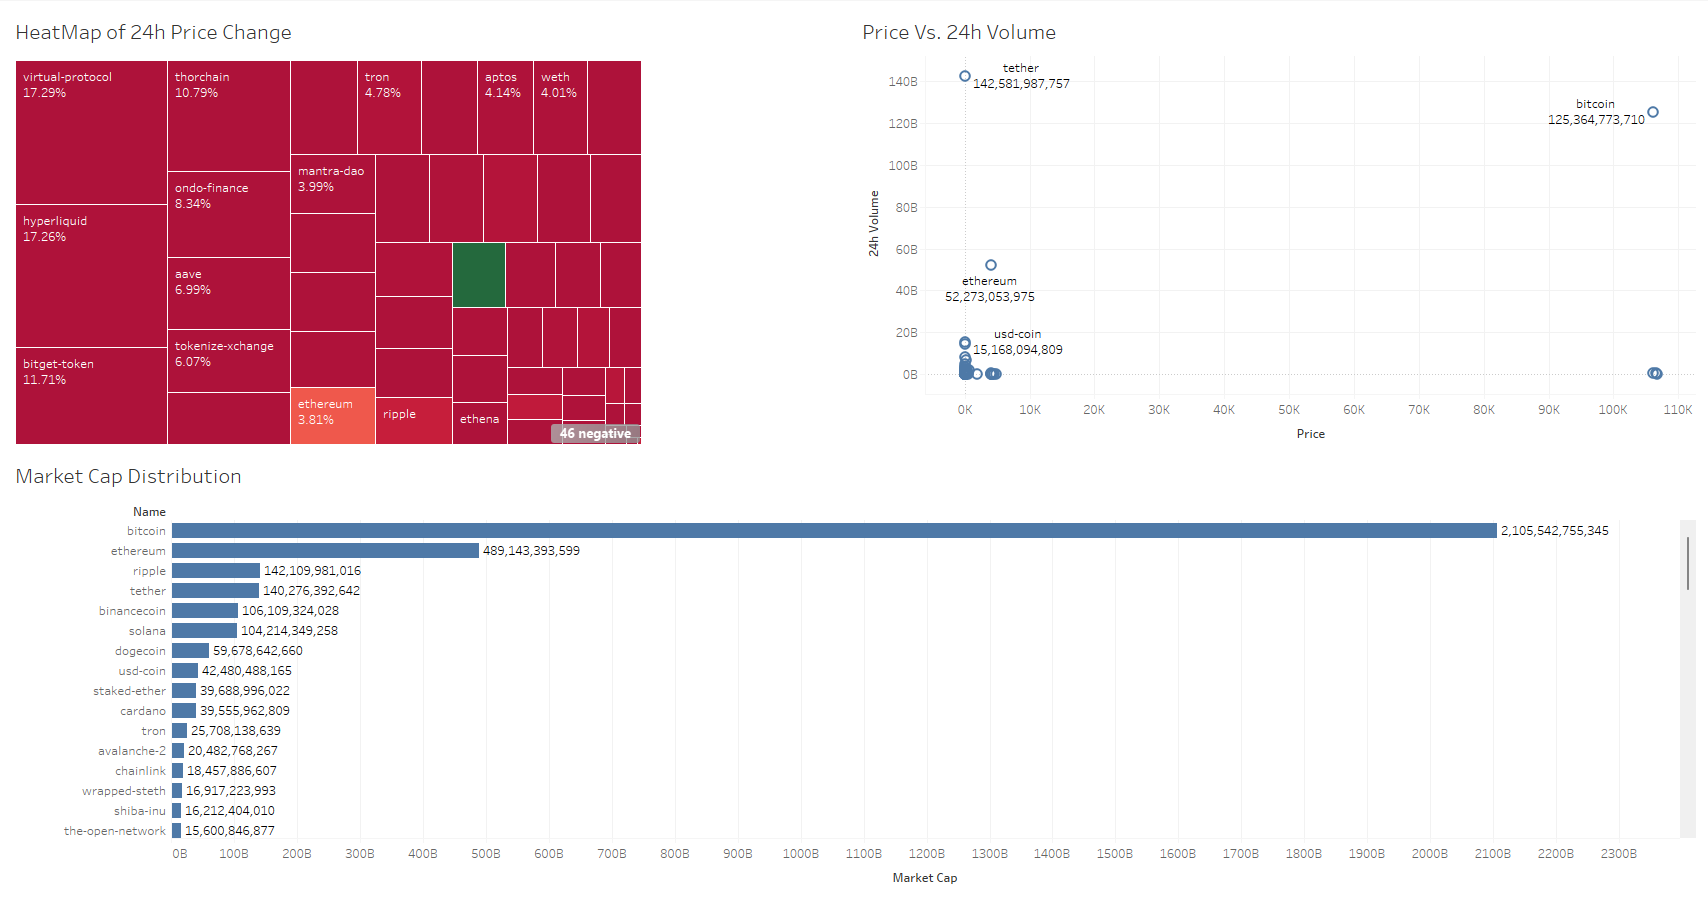 HeatMap of 24h Price Change
virtual-protocol
17.29%
thorchain
10.79%
tron
4.78%
aptos
4.14%
weth
4.01%
mantra-dao
3.99%
ondo-finance
8.34%
hyperliquid
17.26%
aave
6.99%
tokenize-xchange
6.07%
bitget-token
11.71%
ethereum
3.81%
ripple
ethena
46 negative
Price Vs. 24h Volume
24h Volume
140B
120B
100B
80B
60B
40B
20B
0B
tether
142,581,987,757
bitcoin
125,364,773,710
ethereum
52,273,053,975
usd-coin
15,168,094,809
0K
10K
20K
30K
40K
50K
60K
70K
80K
90K
100K
110K
Price
Market Cap Distribution
Name
bitcoin 2,105,542,755,345
ethereum 489,143,393,599
ripple 142,109,981,016
tether 140,276,392,642
binancecoin 106,109,324,028
solana 104,214,349,258
dogecoin 59,678,642,660
usd-coin 42,480,488,165
staked-ether 39,688,996,022
cardano 39,555,962,809
tron 25,708,138,639
avalanche-2 20,482,768,267
chainlink 18,457,886,607
wrapped-steth 16,917,223,993
shiba-inu 16,212,404,010
the-open-network 15,600,846,877
0B 100B 200B 300B 400B 500B 600B 700B 800B 900B 1000B 1100B 1200B 1300B 1400B 1500B 1600B 1700B 1800B 1900B 2000B 2100B 2200B 2300B
Market Cap